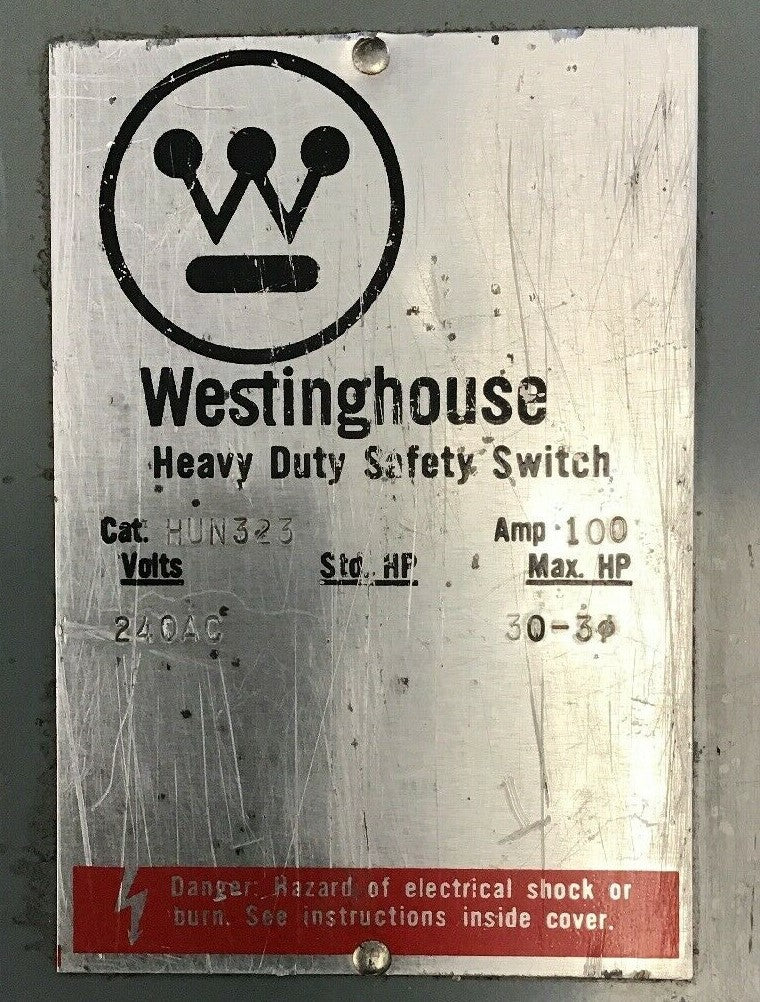 Westinghouse
Heavy Duty Safety Switch
Cat. HUN323 Amp 100
Volts Std. HP Max. HP
240AC 30-3φ
Danger: Hazard of electrical shock or
burn. See instructions inside cover.